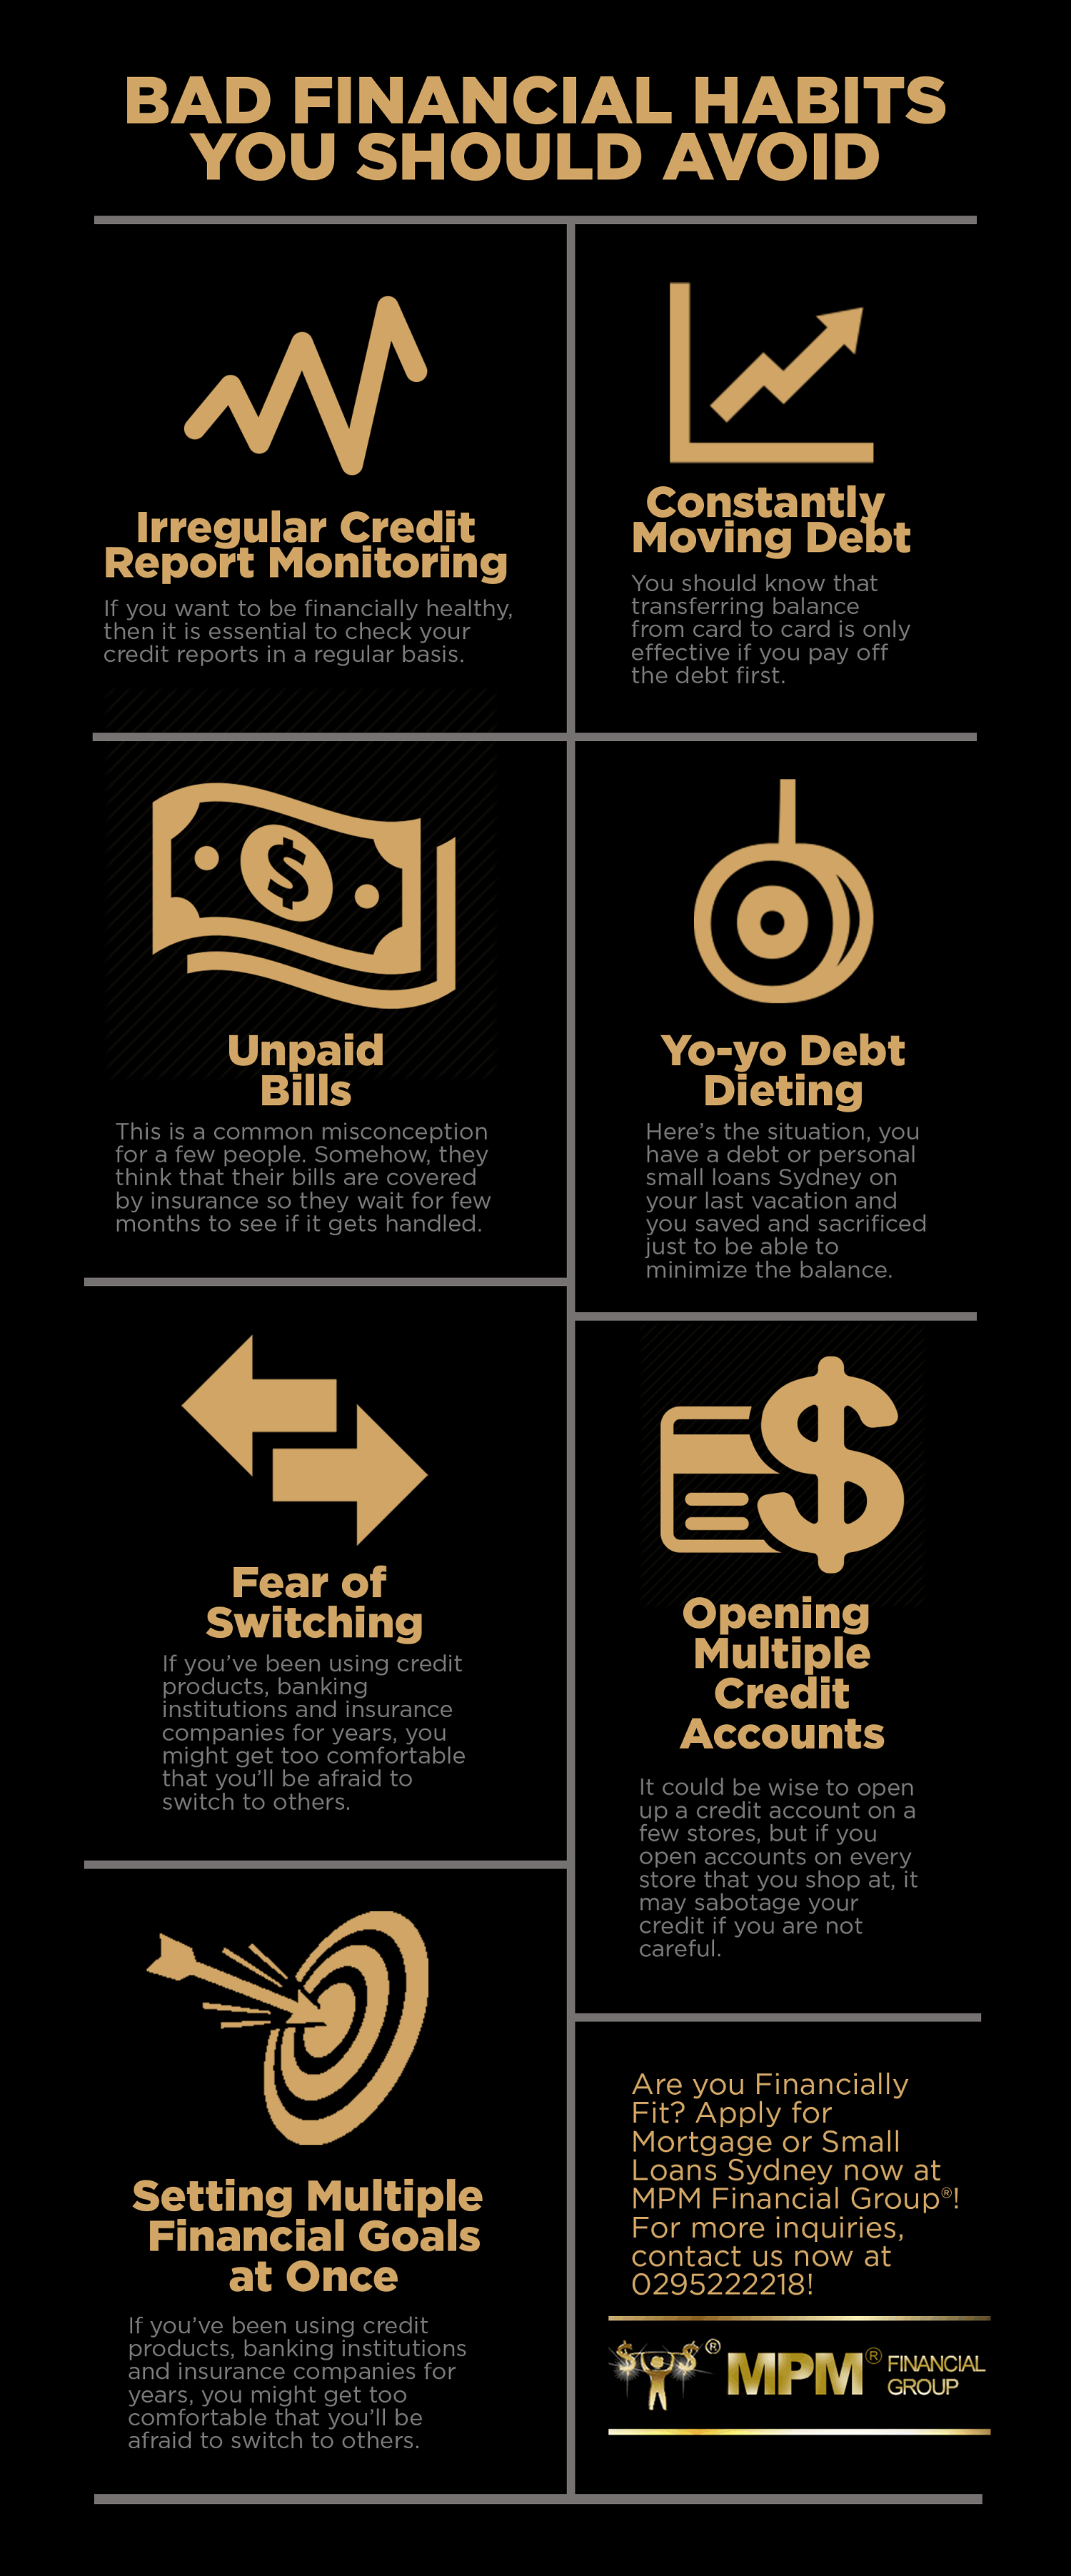 BAD FINANCIAL HABITS
YOU SHOULD AVOID
Irregular Credit
Report Monitoring
If you want to be financially healthy,
then it is essential to check your
credit reports in a regular basis.
Constantly
Moving Debt
You should know that
transferring balance
from card to card is only
effective if you pay off
the debt first.
$
Unpaid
Bills
This is a common misconception
for a few people. Somehow, they
think that their bills are covered
by insurance so they wait for few
months to see if it gets handled.
Yo-yo Debt
Dieting
Here’s the situation, you
have a debt or personal
small loans Sydney on
your last vacation and
you saved and sacrificed
just to be able to
minimize the balance.
Fear of
Switching
If you’ve been using credit
products, banking
institutions and insurance
companies for years, you
might get too comfortable
that you’ll be afraid to
switch to others.
$
Opening
Multiple
Credit
Accounts
It could be wise to open
up a credit account on a
few stores, but if you
open accounts on every
store that you shop at, it
may sabotage your
credit if you are not
careful.
Setting Multiple
Financial Goals
at Once
If you’ve been using credit
products, banking institutions
and insurance companies for
years, you might get too
comfortable that you’ll be
afraid to switch to others.
Are you Financially
Fit? Apply for
Mortgage or Small
Loans Sydney now at
MPM Financial Group®!
For more inquiries,
contact us now at
0295222218!
$ $ ® MPM® FINANCIAL
GROUP